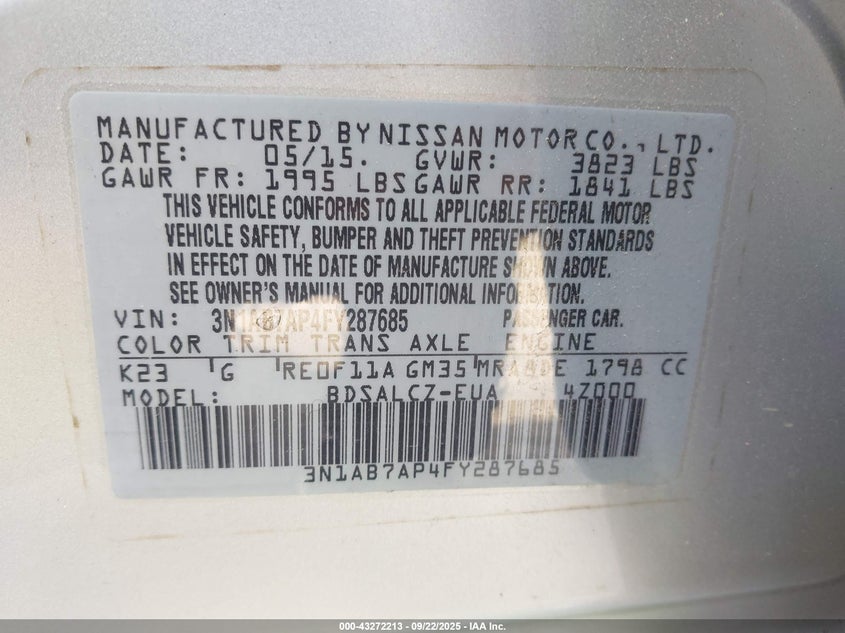 MANUFACTURED BY NISSAN MOTOR CO., LTD.
DATE: 05/15. GVWR: 3823 LBS
GAWR FR: 1995 LBS GAWR RR: 1841 LBS
THIS VEHICLE CONFORMS TO ALL APPLICABLE FEDERAL MOTOR
VEHICLE SAFETY, BUMPER AND THEFT PREVENTION STANDARDS
IN EFFECT ON THE DATE OF MANUFACTURE SHOWN ABOVE.
SEE OWNER'S MANUAL FOR ADDITIONAL INFORMATION.
VIN: 3N1AB7AP4FY287685 PASSENGER CAR.
COLOR TRIM TRANS AXLE ENGINE
K23 G RE0F11A GM35 MRA8DE 1798 CC
MODEL: BDSALCZ-EUA 4Z000
3N1AB7AP4FY287685
000-43272213 - 09/22/2025 - IAA Inc.